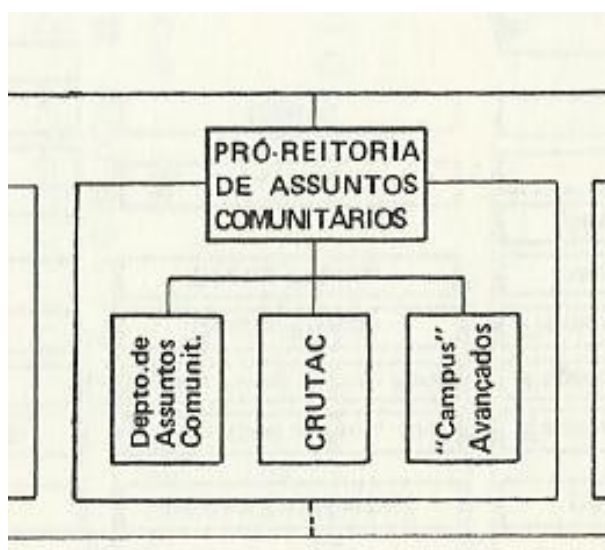 PRÓ-REITORIA
DE ASSUNTOS
COMUNITÁRIOS
Depto.de
Assuntos
Comunit.
CRUTAC
"Campus"
Avançados